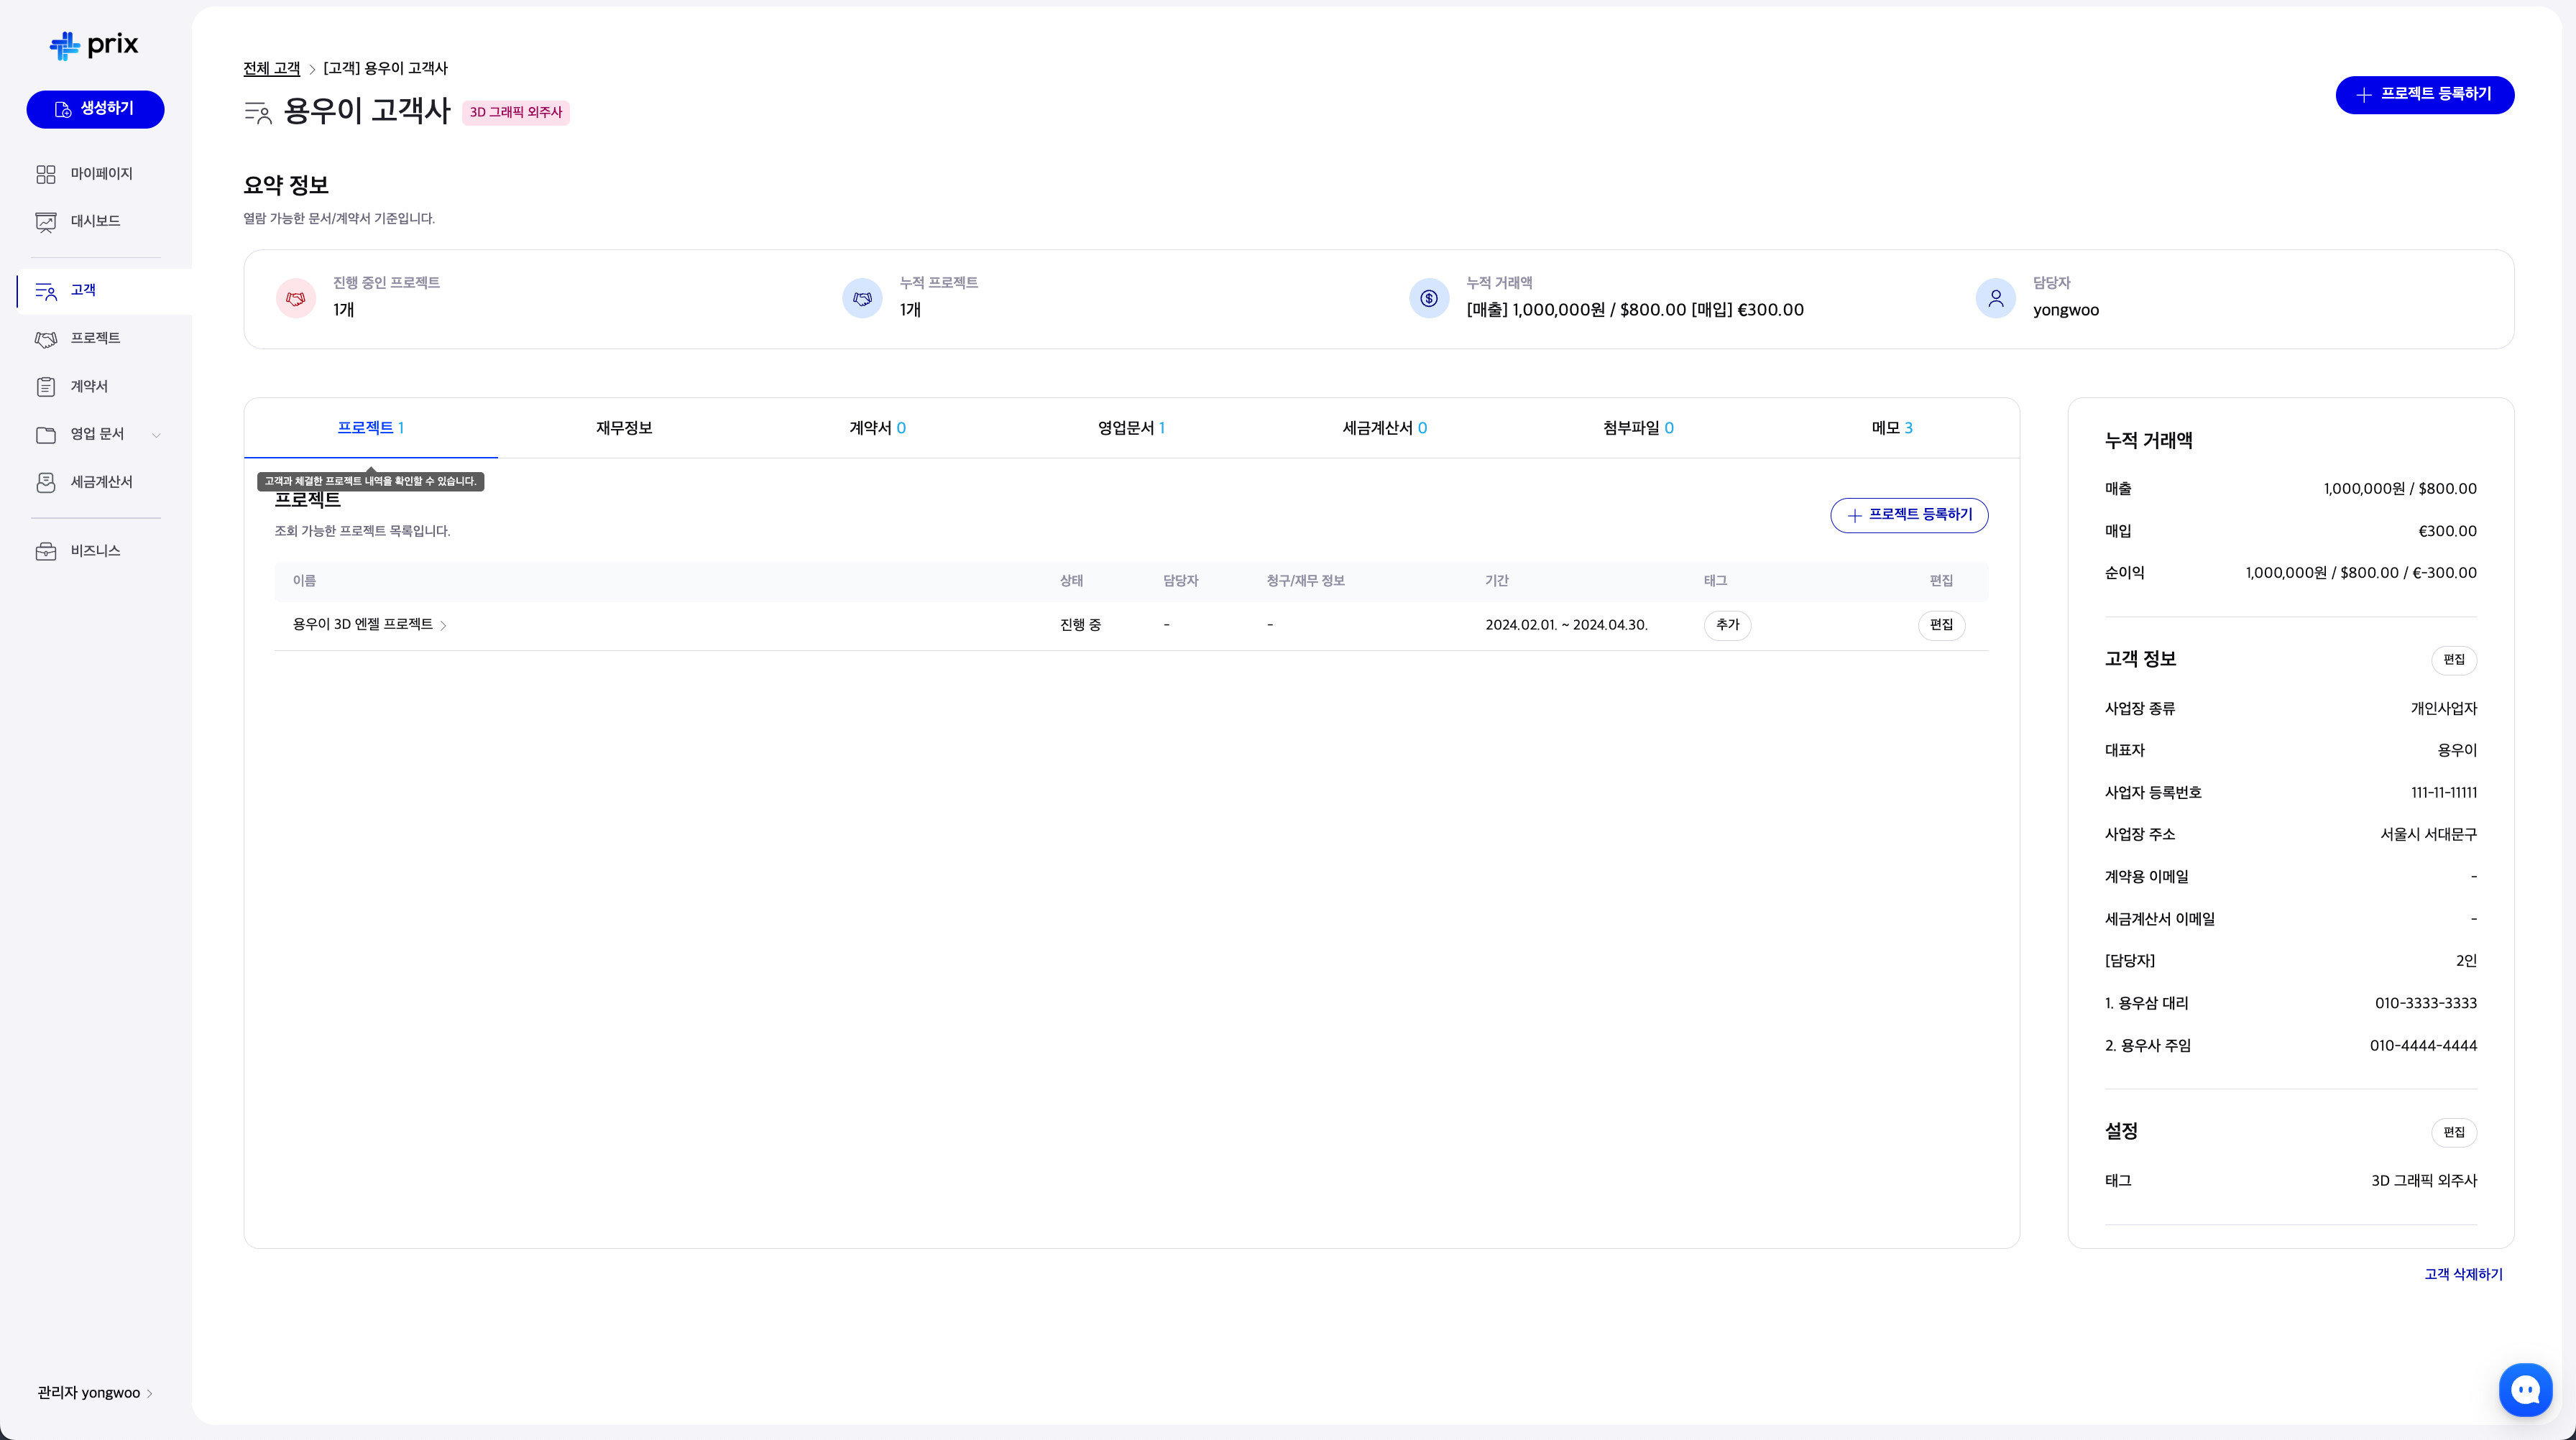 prix
생성하기
마이페이지
대시보드
고객
프로젝트
계약서
영업 문서
세금계산서
비즈니스
관리자 yongwoo
전체 고객 > [고객] 용우이 고객사
용우이 고객사 3D 그래픽 외주사
프로젝트 등록하기
요약 정보
열람 가능한 문서/계약서 기준입니다.
진행 중인 프로젝트
1개
누적 프로젝트
1개
누적 거래액
[매출] 1,000,000원 / $800.00 [매입] €300.00
담당자
yongwoo
프로젝트 1 재무정보 계약서 0 영업문서 1 세금계산서 0 첨부파일 0 메모 3
고객과 체결한 프로젝트 내역을 확인할 수 있습니다.
프로젝트
조회 가능한 프로젝트 목록입니다.
프로젝트 등록하기
이름 상태 담당자 청구/재무 정보 기간 태그 편집
용우이 3D 엔젤 프로젝트 > 진행 중 - - 2024.02.01. ~ 2024.04.30. 추가 편집
누적 거래액
매출 1,000,000원 / $800.00
매입 €300.00
순이익 1,000,000원 / $800.00 / €-300.00
고객 정보 편집
사업장 종류 개인사업자
대표자 용우이
사업자 등록번호 111-11-11111
사업장 주소 서울시 서대문구
계약용 이메일 -
세금계산서 이메일 -
[담당자] 2인
1. 용우삼 대리 010-3333-3333
2. 용우사 주임 010-4444-4444
설정 편집
태그 3D 그래픽 외주사
고객 삭제하기